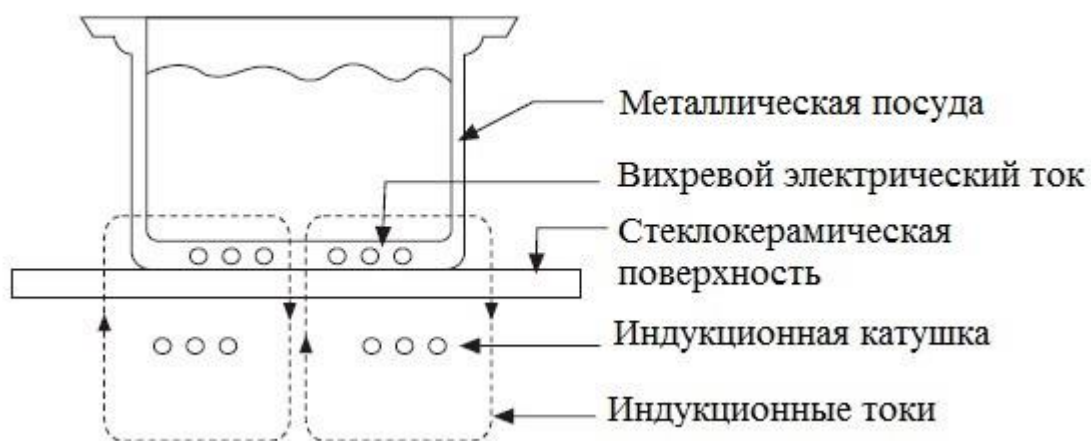 Металлическая посуда
Вихревой электрический ток
Стеклокерамическая
поверхность
Индукционная катушка
Индукционные токи